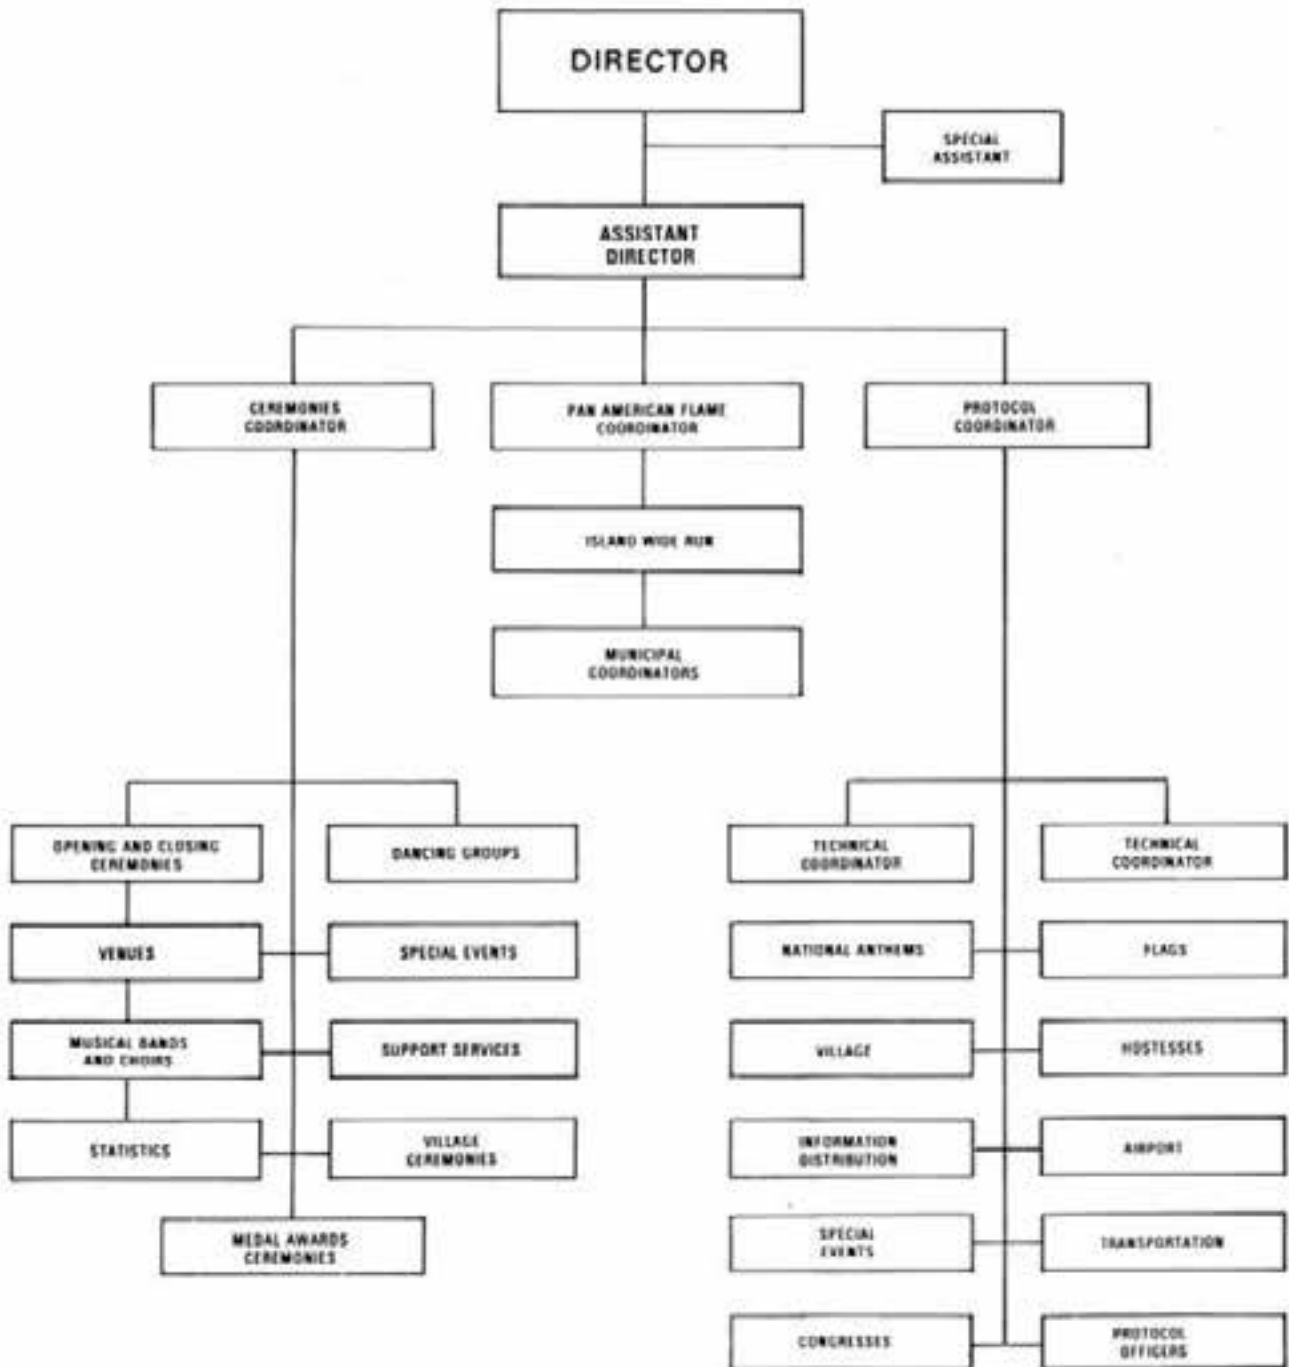 DIRECTOR
SPECIAL
ASSISTANT
ASSISTANT
DIRECTOR
CEREMONIES
COORDINATOR
PAN AMERICAN FLAME
COORDINATOR
PROTOCOL
COORDINATOR
ISLAND WIDE RUN
MUNICIPAL
COORDINATORS
OPENING AND CLOSING
CEREMONIES
DANCING GROUPS
TECHNICAL
COORDINATOR
TECHNICAL
COORDINATOR
VENUES
SPECIAL EVENTS
NATIONAL ANTHEMS
FLAGS
MUSICAL BANDS
AND CHOIRS
SUPPORT SERVICES
VILLAGE
HOSTESSES
STATISTICS
VILLAGE
CEREMONIES
INFORMATION
DISTRIBUTION
AIRPORT
MEDAL AWARDS
CEREMONIES
SPECIAL
EVENTS
TRANSPORTATION
CONGRESSES
PROTOCOL
OFFICERS